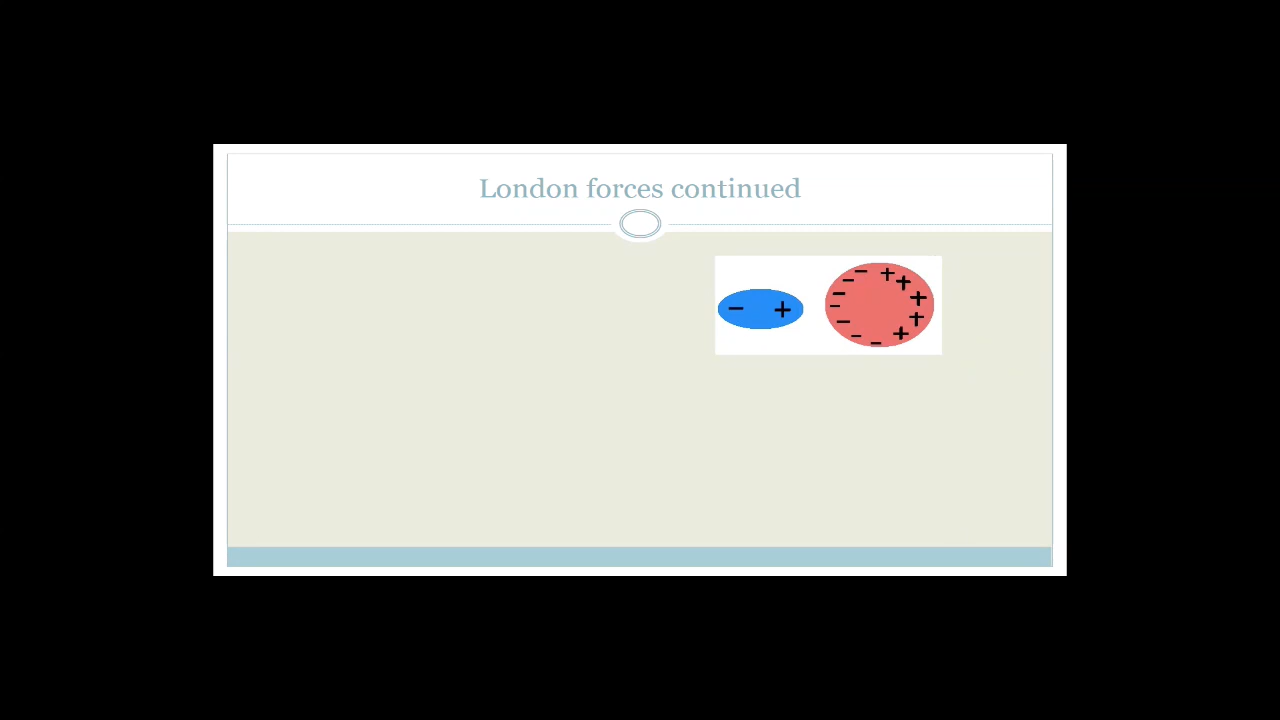 London forces continued
− + − − − − − − − + + + + +